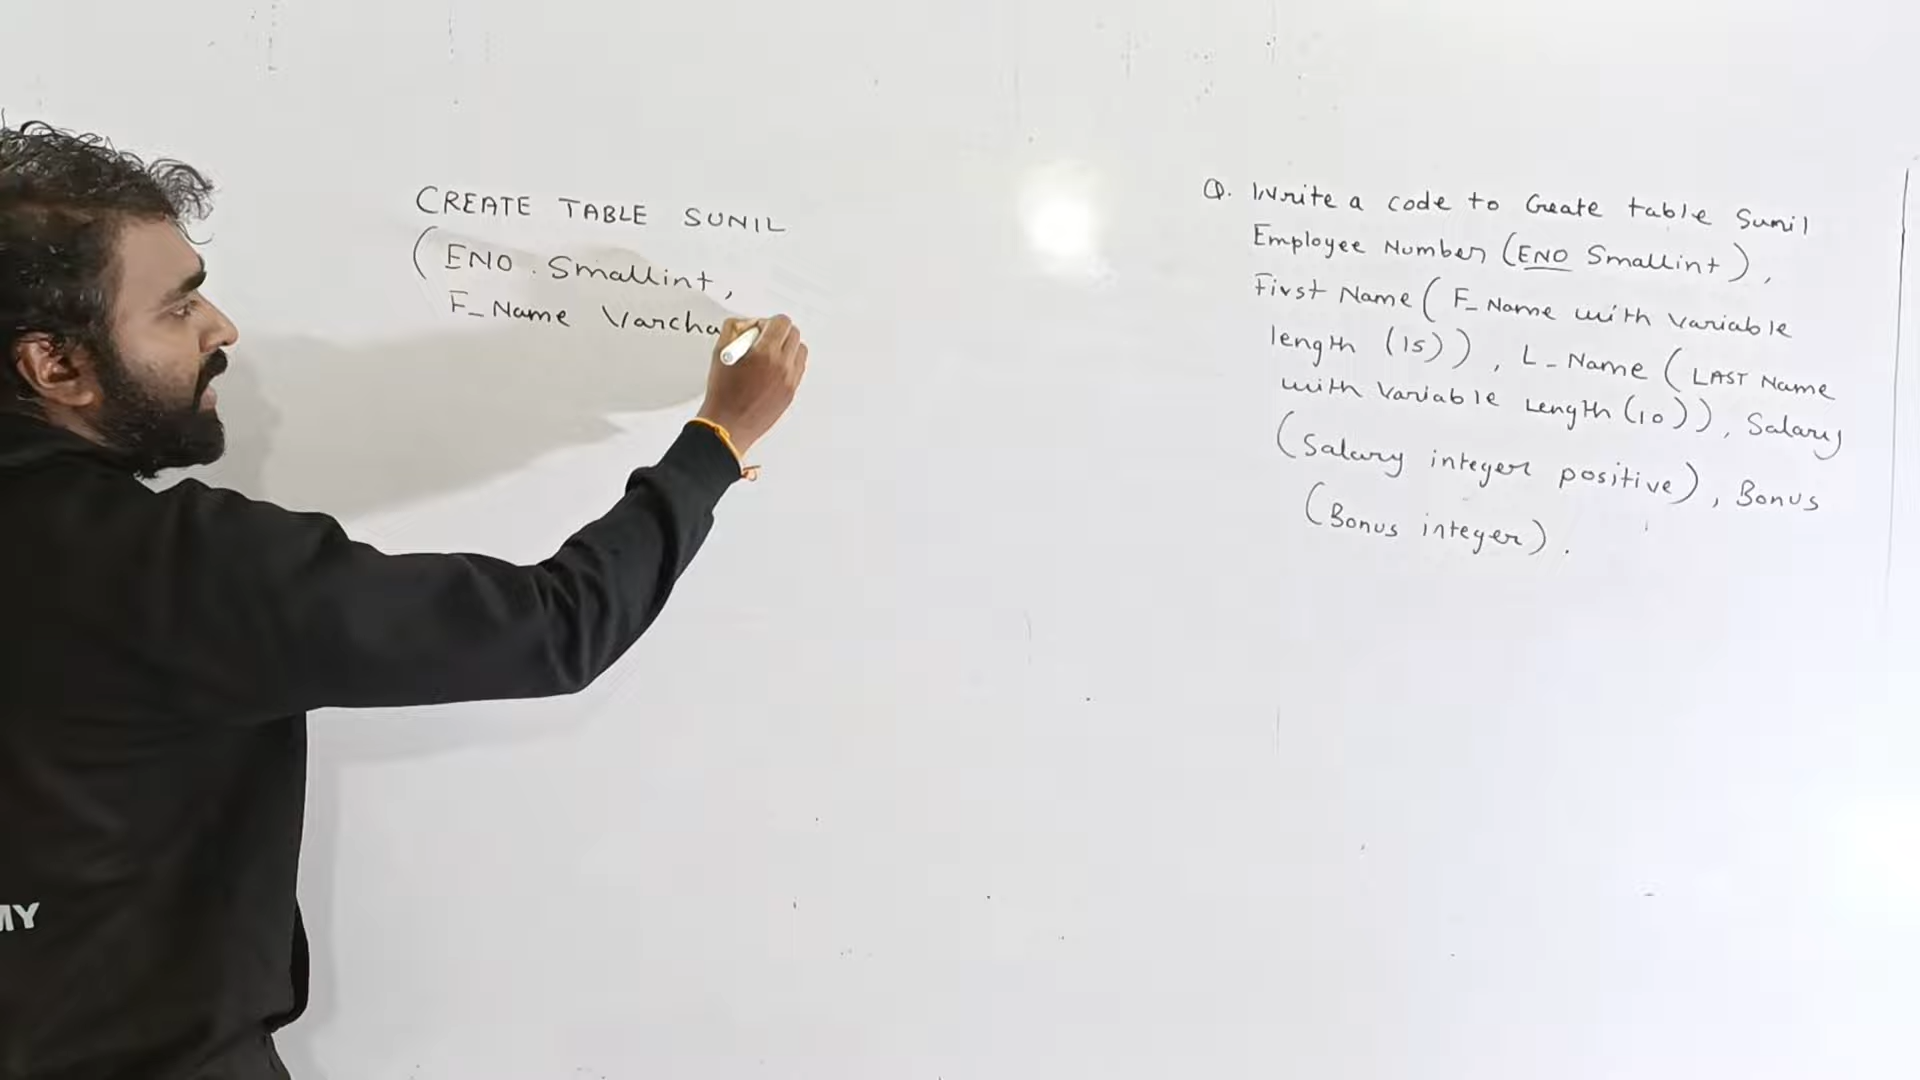 CREATE TABLE SUNIL
(ENO. Smallint,
F_Name Varcha
Q. Write a code to Create table Sunil
Employee Number (ENO Smallint),
First Name (F_Name with Variable
length (15)), L_Name (LAST Name
with Variable Length (10)), Salary
(Salary integer positive), Bonus
(Bonus integer).
MY